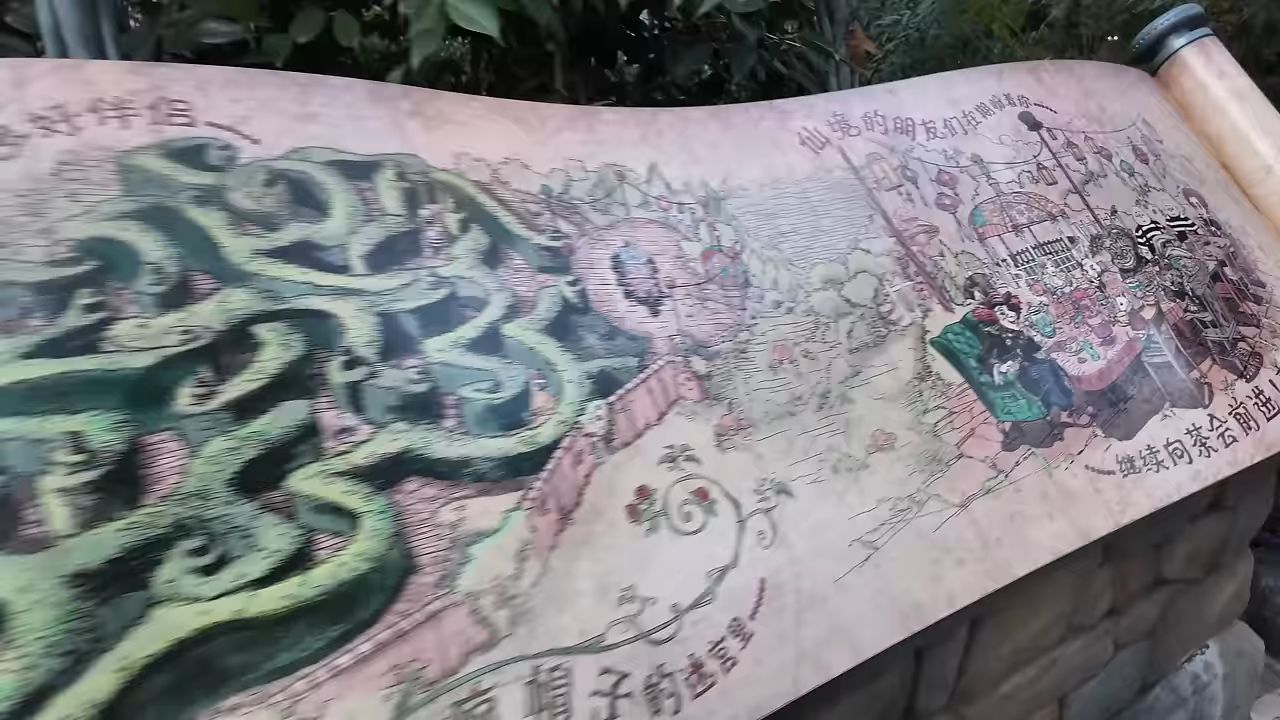 好伴侣
仙境的朋友们在期盼着你
继续向茶会前进
帽子的迷宫里